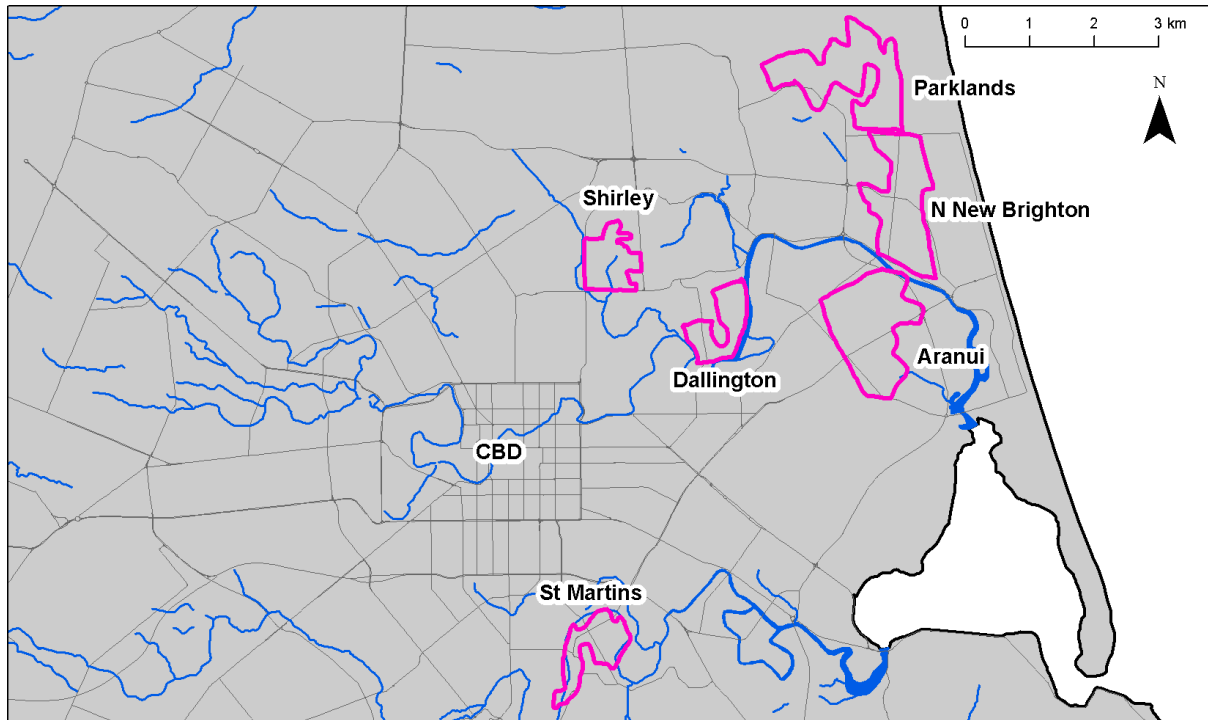 0 1 2 3 km
Parklands
N
Shirley
N New Brighton
Aranui
Dallington
CBD
St Martins